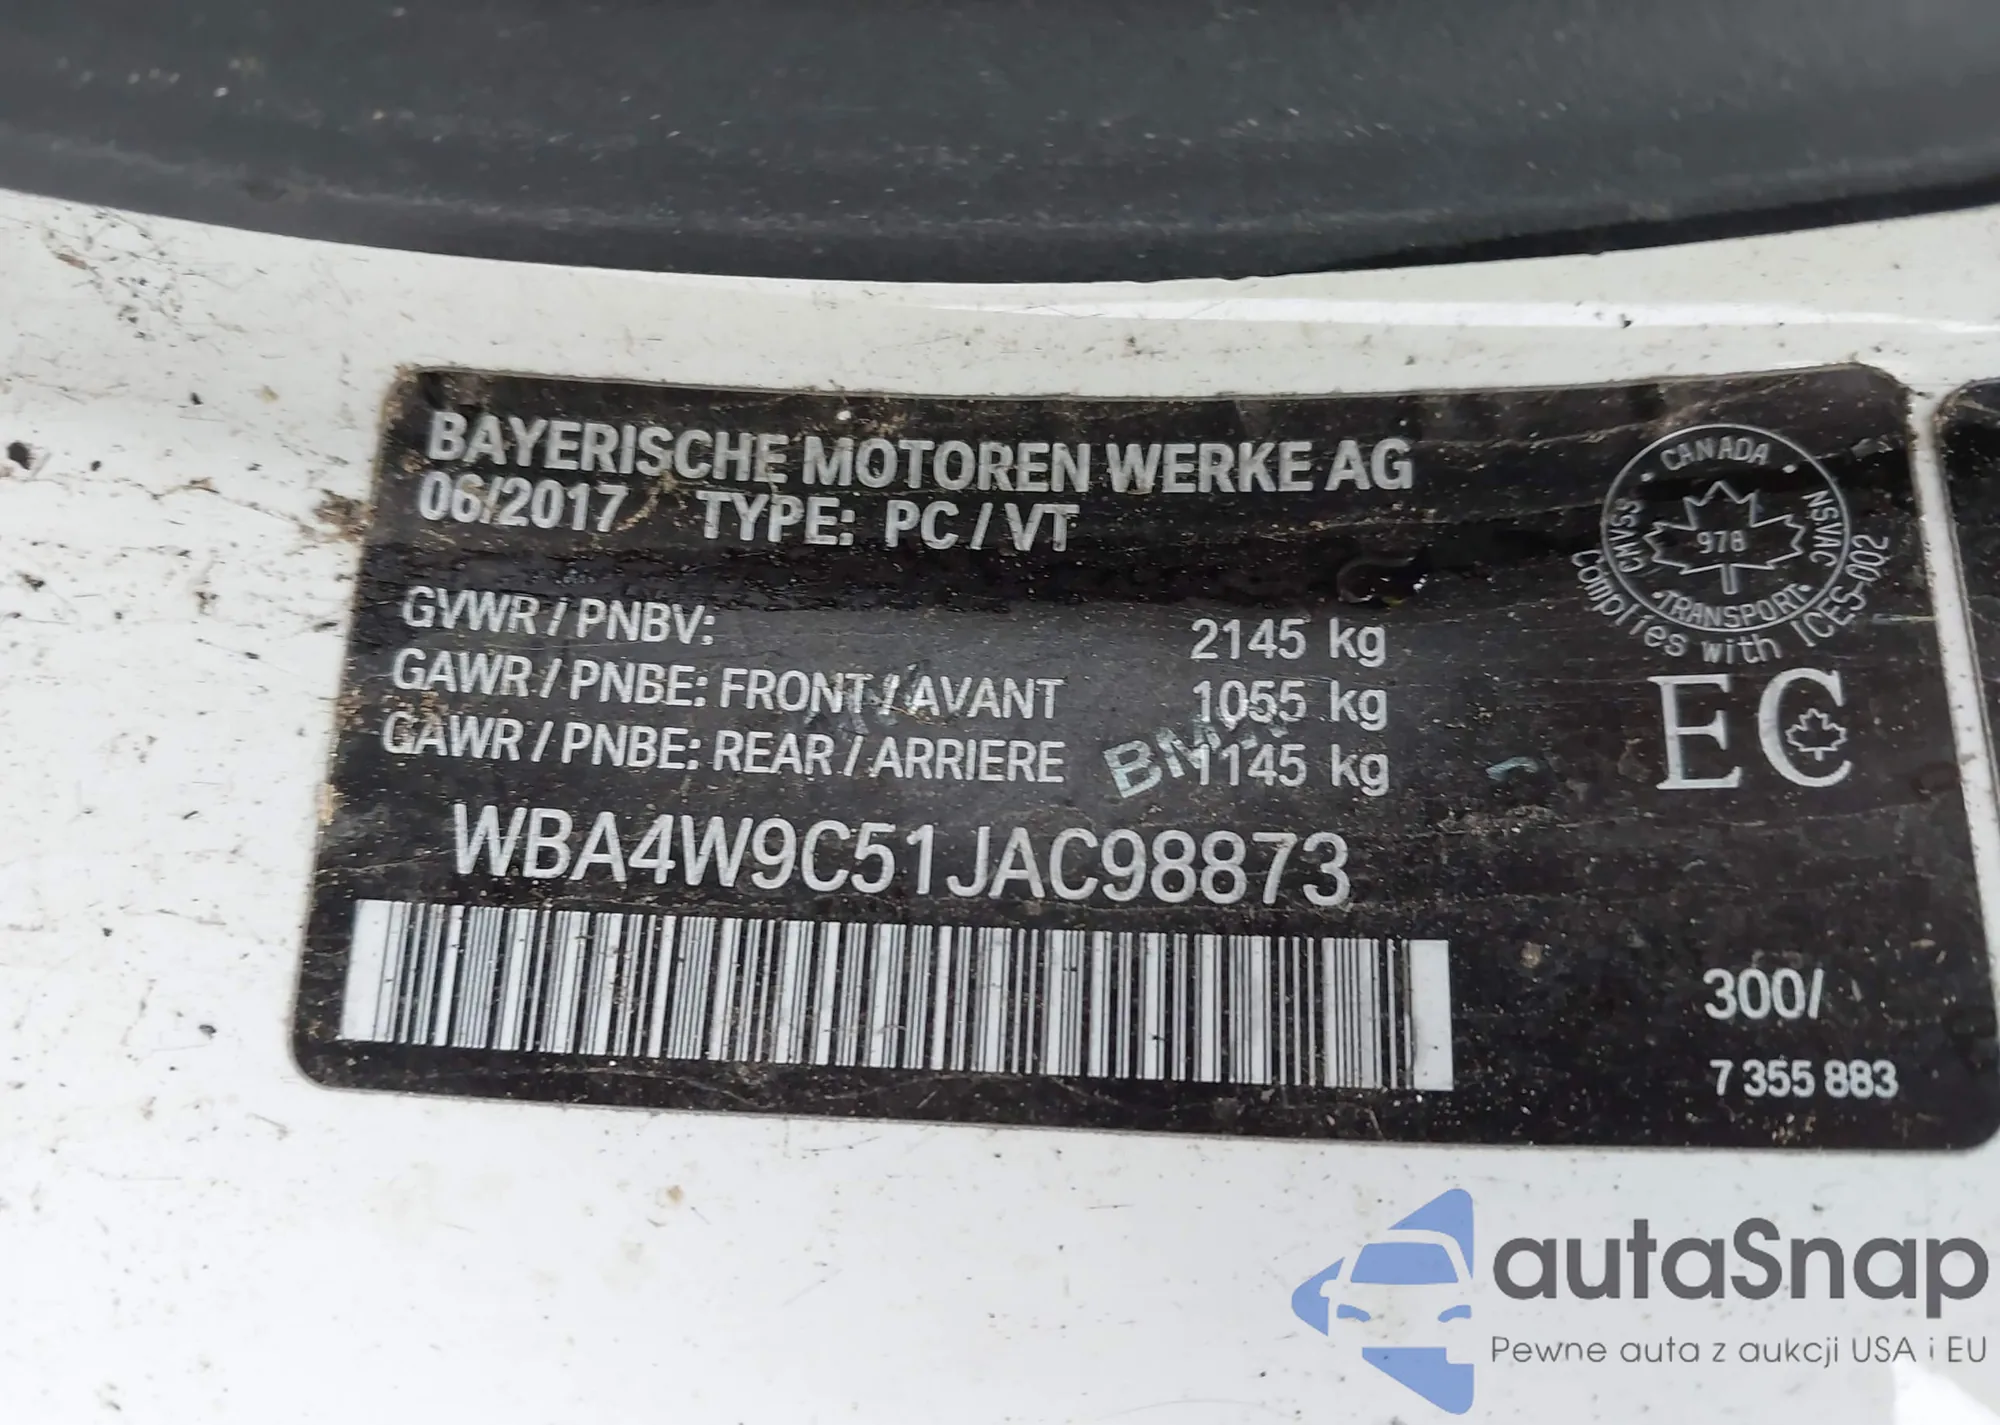 BAYERISCHE MOTOREN WERKE AG
06/2017 TYPE: PC / VT
GVWR / PNBV: 2145 kg
GAWR / PNBE: FRONT / AVANT 1055 kg
GAWR / PNBE: REAR / ARRIERE 1145 kg
BMW
WBA4W9C51JAC98873
CANADA
CMVSS 978 NSVAC
TRANSPORT
Complies with ICES-002
EC
300/
7 355 883
autaSnap
Pewne auta z aukcji USA i EU